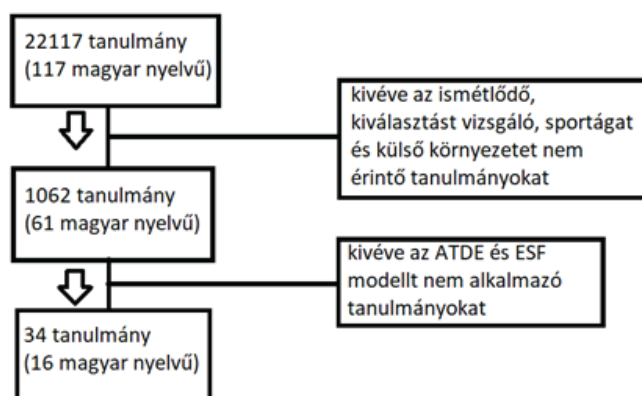 22117 tanulmány
(117 magyar nyelvű)
kivéve az ismétlődő,
kiválasztást vizsgáló, sportágat
és külső környezetet nem
érintő tanulmányokat
1062 tanulmány
(61 magyar nyelvű)
kivéve az ATDE és ESF
modellt nem alkalmazó
tanulmányokat
34 tanulmány
(16 magyar nyelvű)